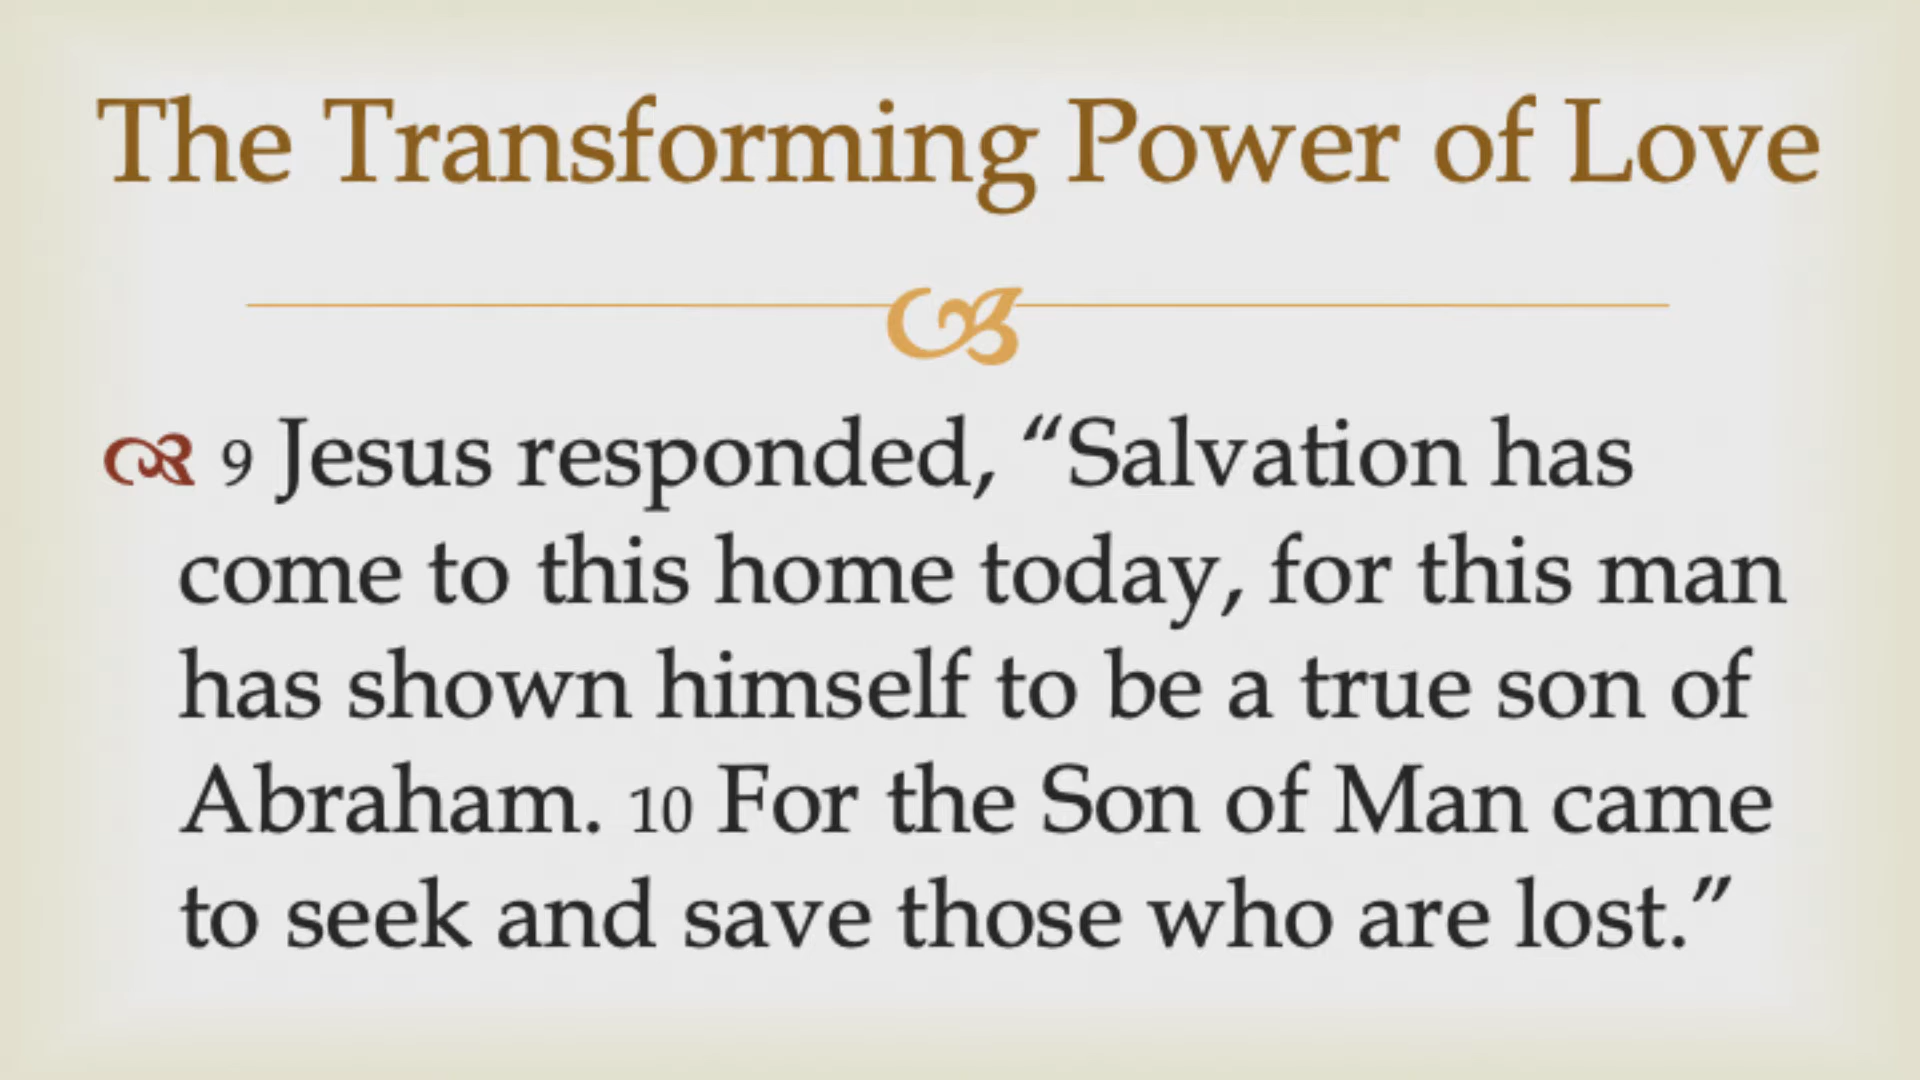 The Transforming Power of Love
9 Jesus responded, “Salvation has
come to this home today, for this man
has shown himself to be a true son of
Abraham. 10 For the Son of Man came
to seek and save those who are lost.”